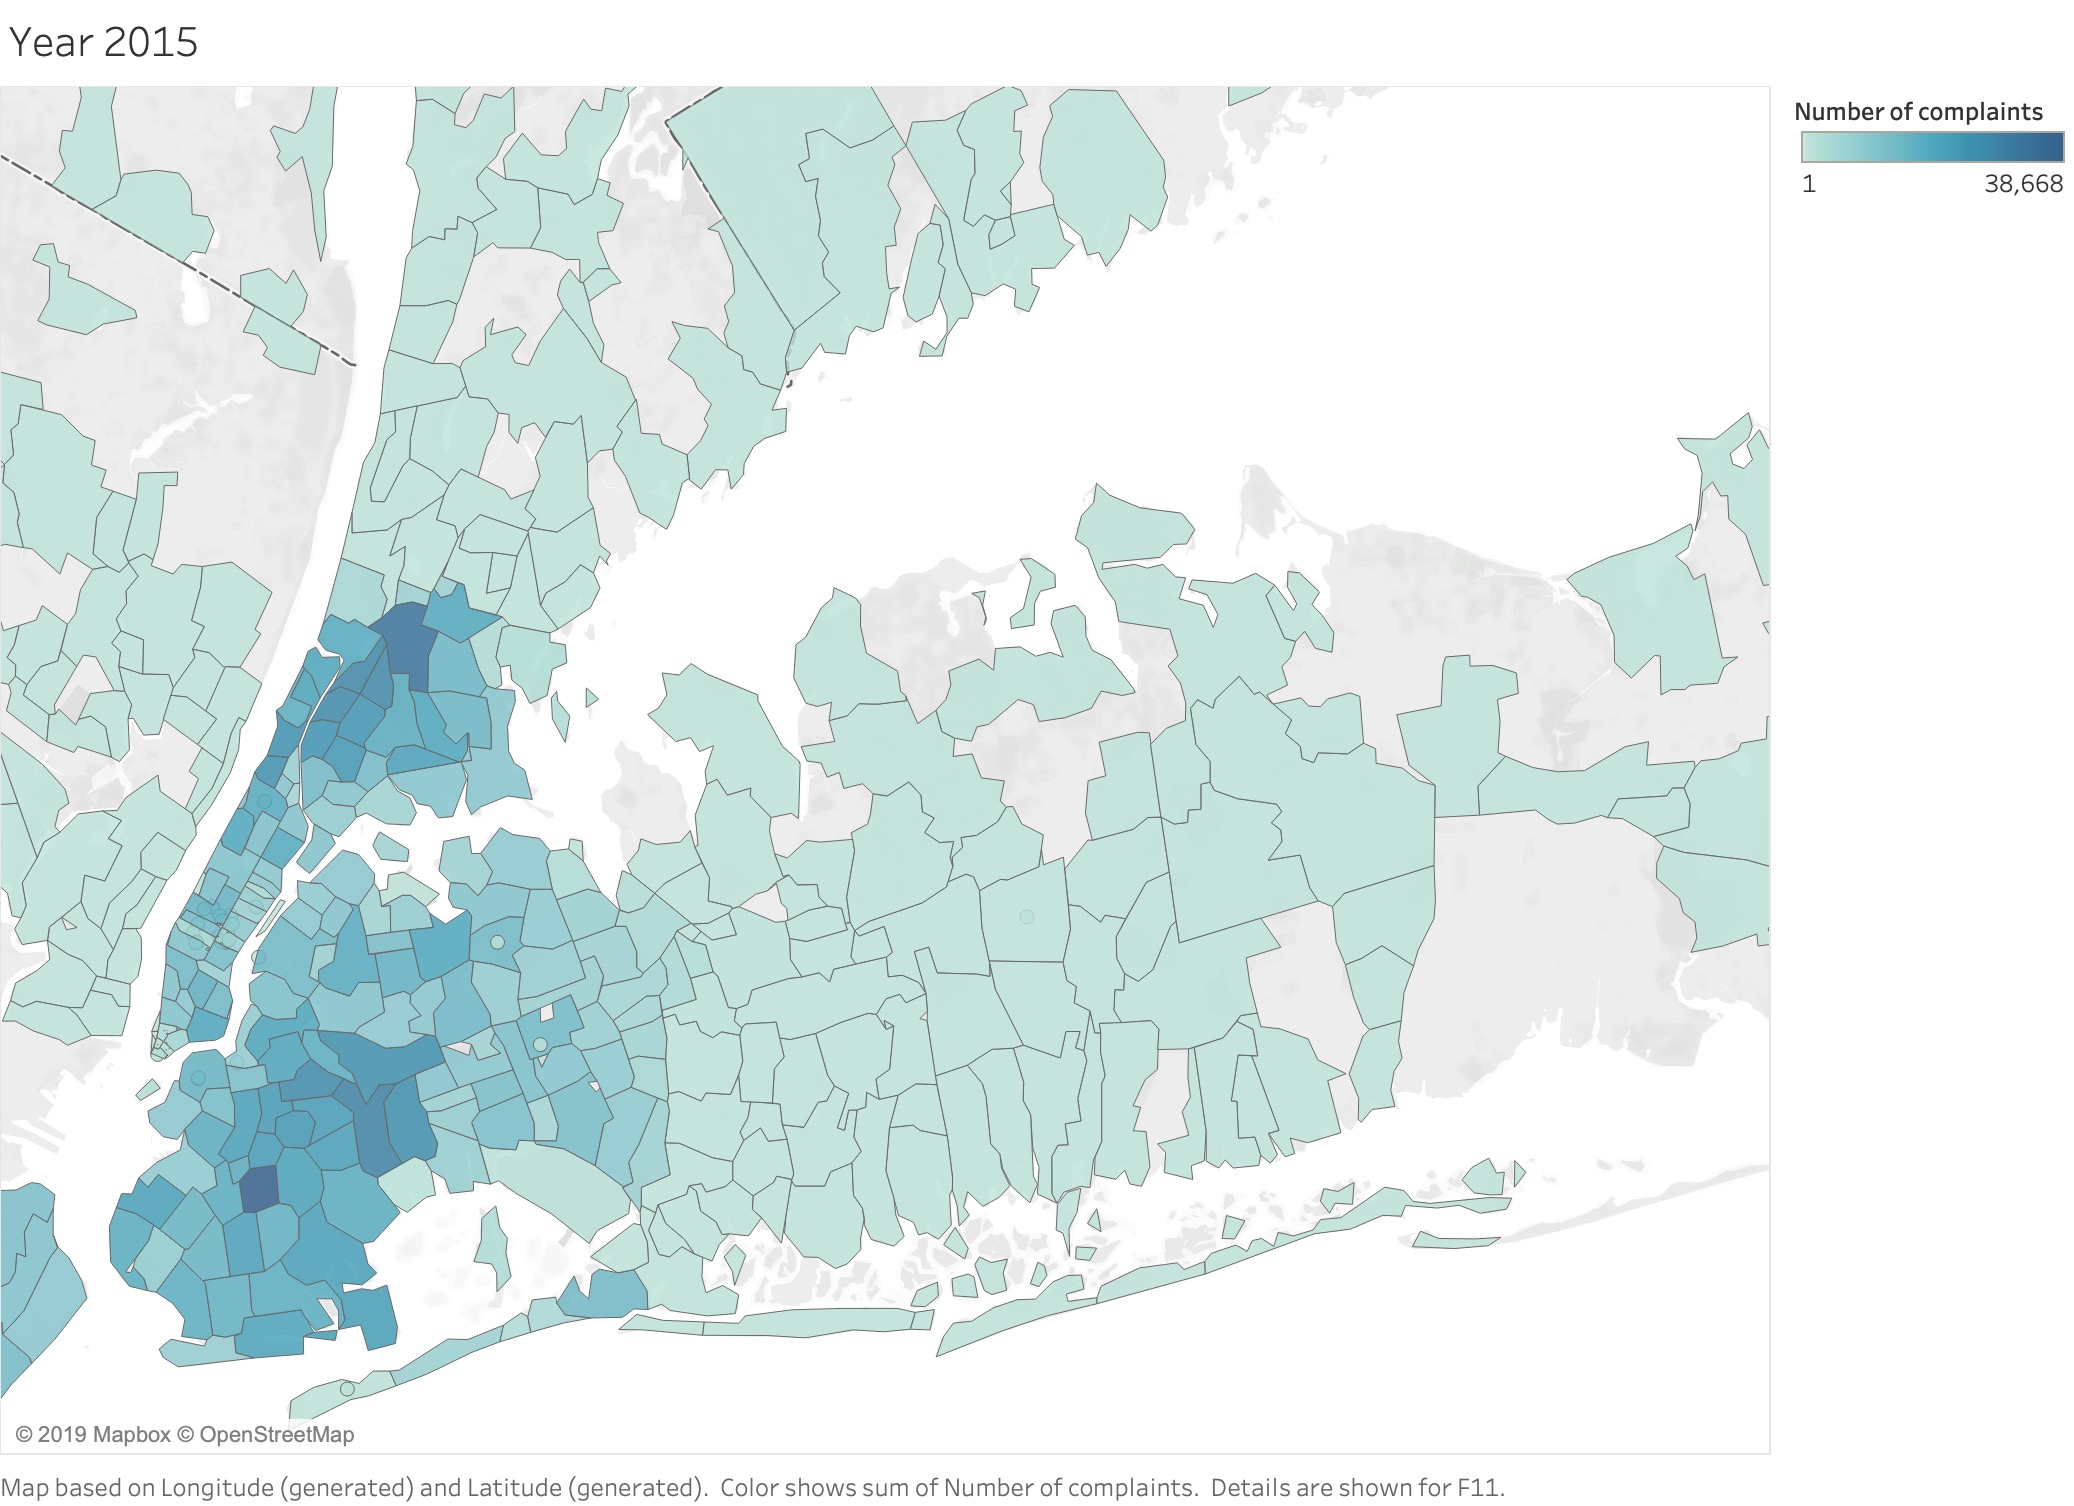 Year 2015
Number of complaints
1 38,668
© 2019 Mapbox © OpenStreetMap
Map based on Longitude (generated) and Latitude (generated).  Color shows sum of Number of complaints.  Details are shown for F11.